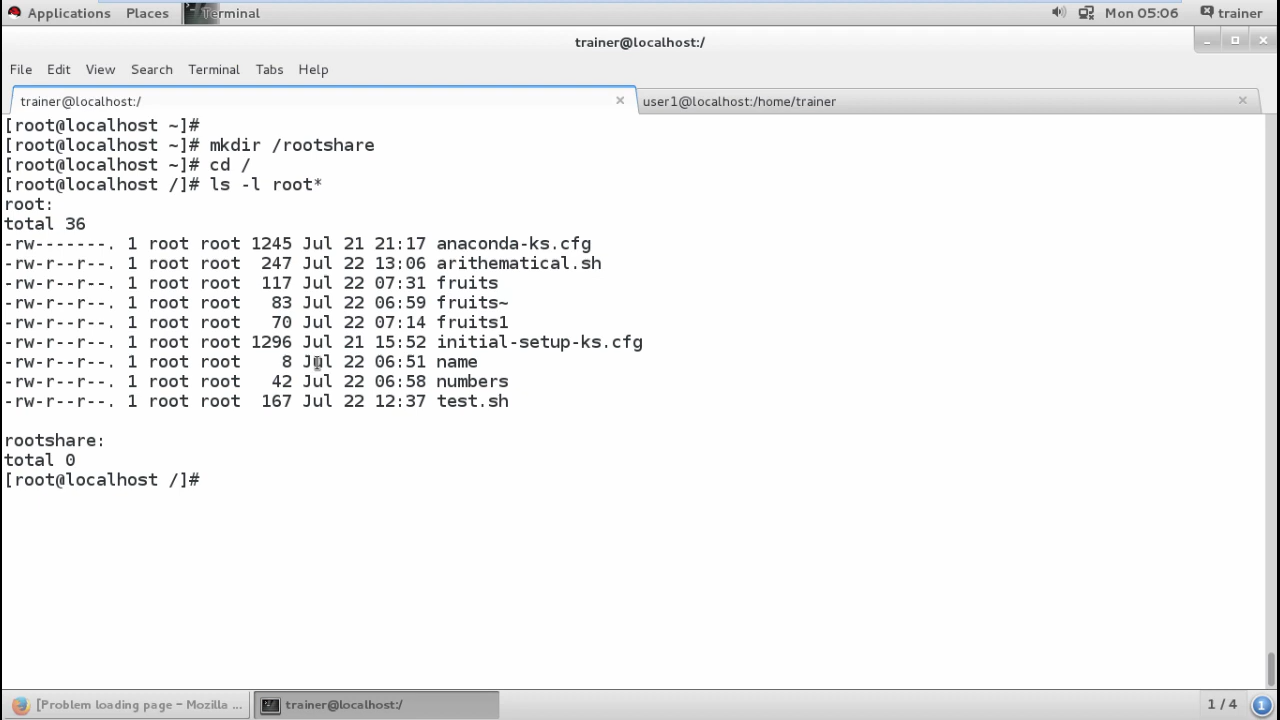 Applications Places Terminal Mon 05:06 trainer
trainer@localhost:/
File Edit View Search Terminal Tabs Help
trainer@localhost:/ user1@localhost:/home/trainer
[root@localhost ~]#
[root@localhost ~]# mkdir /rootshare
[root@localhost ~]# cd /
[root@localhost /]# ls -l root*
root:
total 36
-rw-------. 1 root root 1245 Jul 21 21:17 anaconda-ks.cfg
-rw-r--r--. 1 root root  247 Jul 22 13:06 arithematical.sh
-rw-r--r--. 1 root root  117 Jul 22 07:31 fruits
-rw-r--r--. 1 root root   83 Jul 22 06:59 fruits~
-rw-r--r--. 1 root root   70 Jul 22 07:14 fruits1
-rw-r--r--. 1 root root 1296 Jul 21 15:52 initial-setup-ks.cfg
-rw-r--r--. 1 root root    8 Jul 22 06:51 name
-rw-r--r--. 1 root root   42 Jul 22 06:58 numbers
-rw-r--r--. 1 root root  167 Jul 22 12:37 test.sh
rootshare:
total 0
[root@localhost /]#
[Problem loading page - Mozilla ... trainer@localhost:/ 1 / 4 1